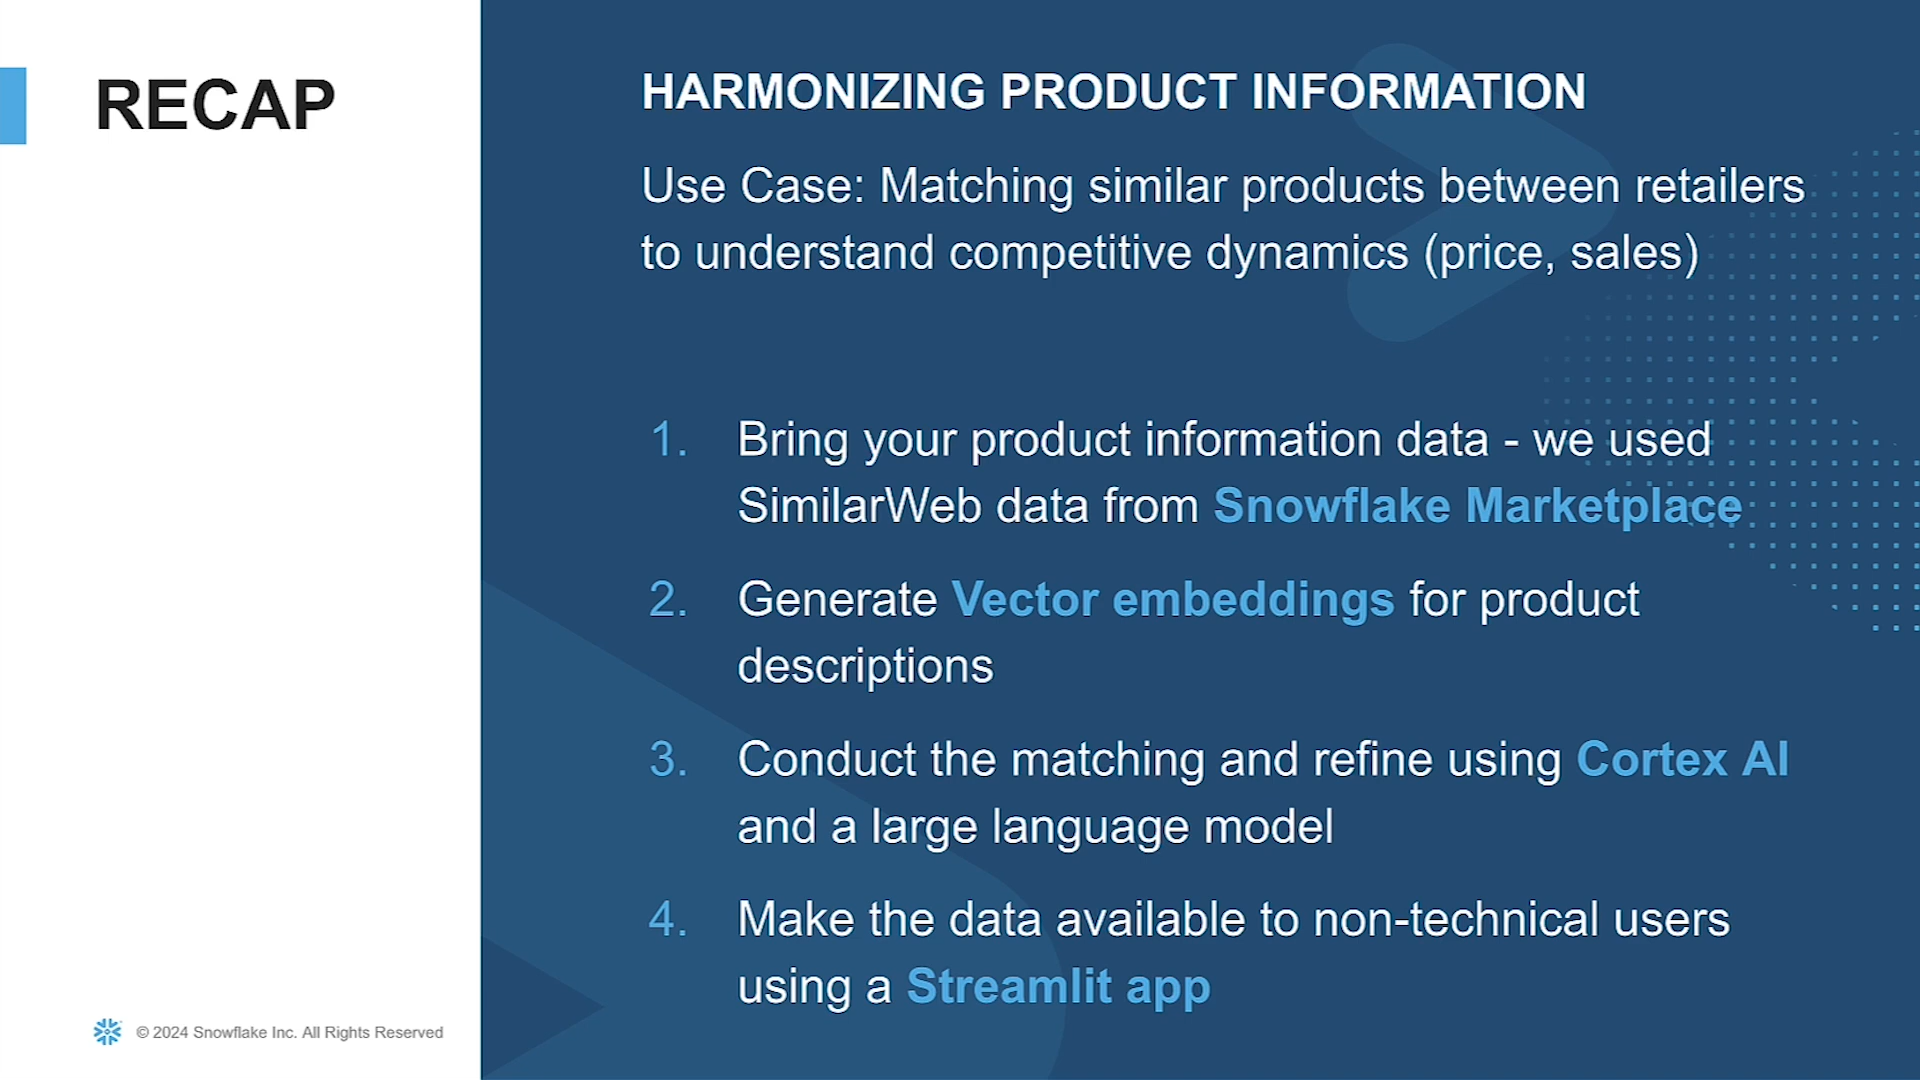 RECAP
HARMONIZING PRODUCT INFORMATION
Use Case: Matching similar products between retailers
to understand competitive dynamics (price, sales)
1. Bring your product information data - we used
SimilarWeb data from Snowflake Marketplace
2. Generate Vector embeddings for product
descriptions
3. Conduct the matching and refine using Cortex AI
and a large language model
4. Make the data available to non-technical users
using a Streamlit app
© 2024 Snowflake Inc. All Rights Reserved